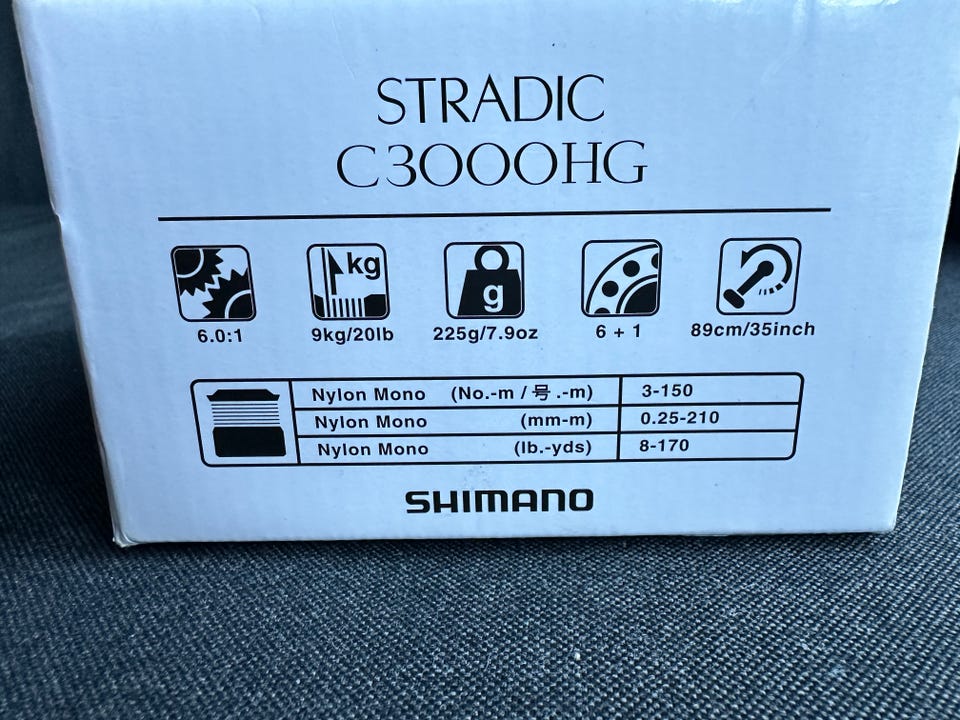 STRADIC
C3000HG
kg
g
6.0:1 9kg/20lb 225g/7.9oz 6 + 1 89cm/35inch
Nylon Mono (No.-m / 号 .-m) 3-150
Nylon Mono (mm-m) 0.25-210
Nylon Mono (lb.-yds) 8-170
SHIMANO